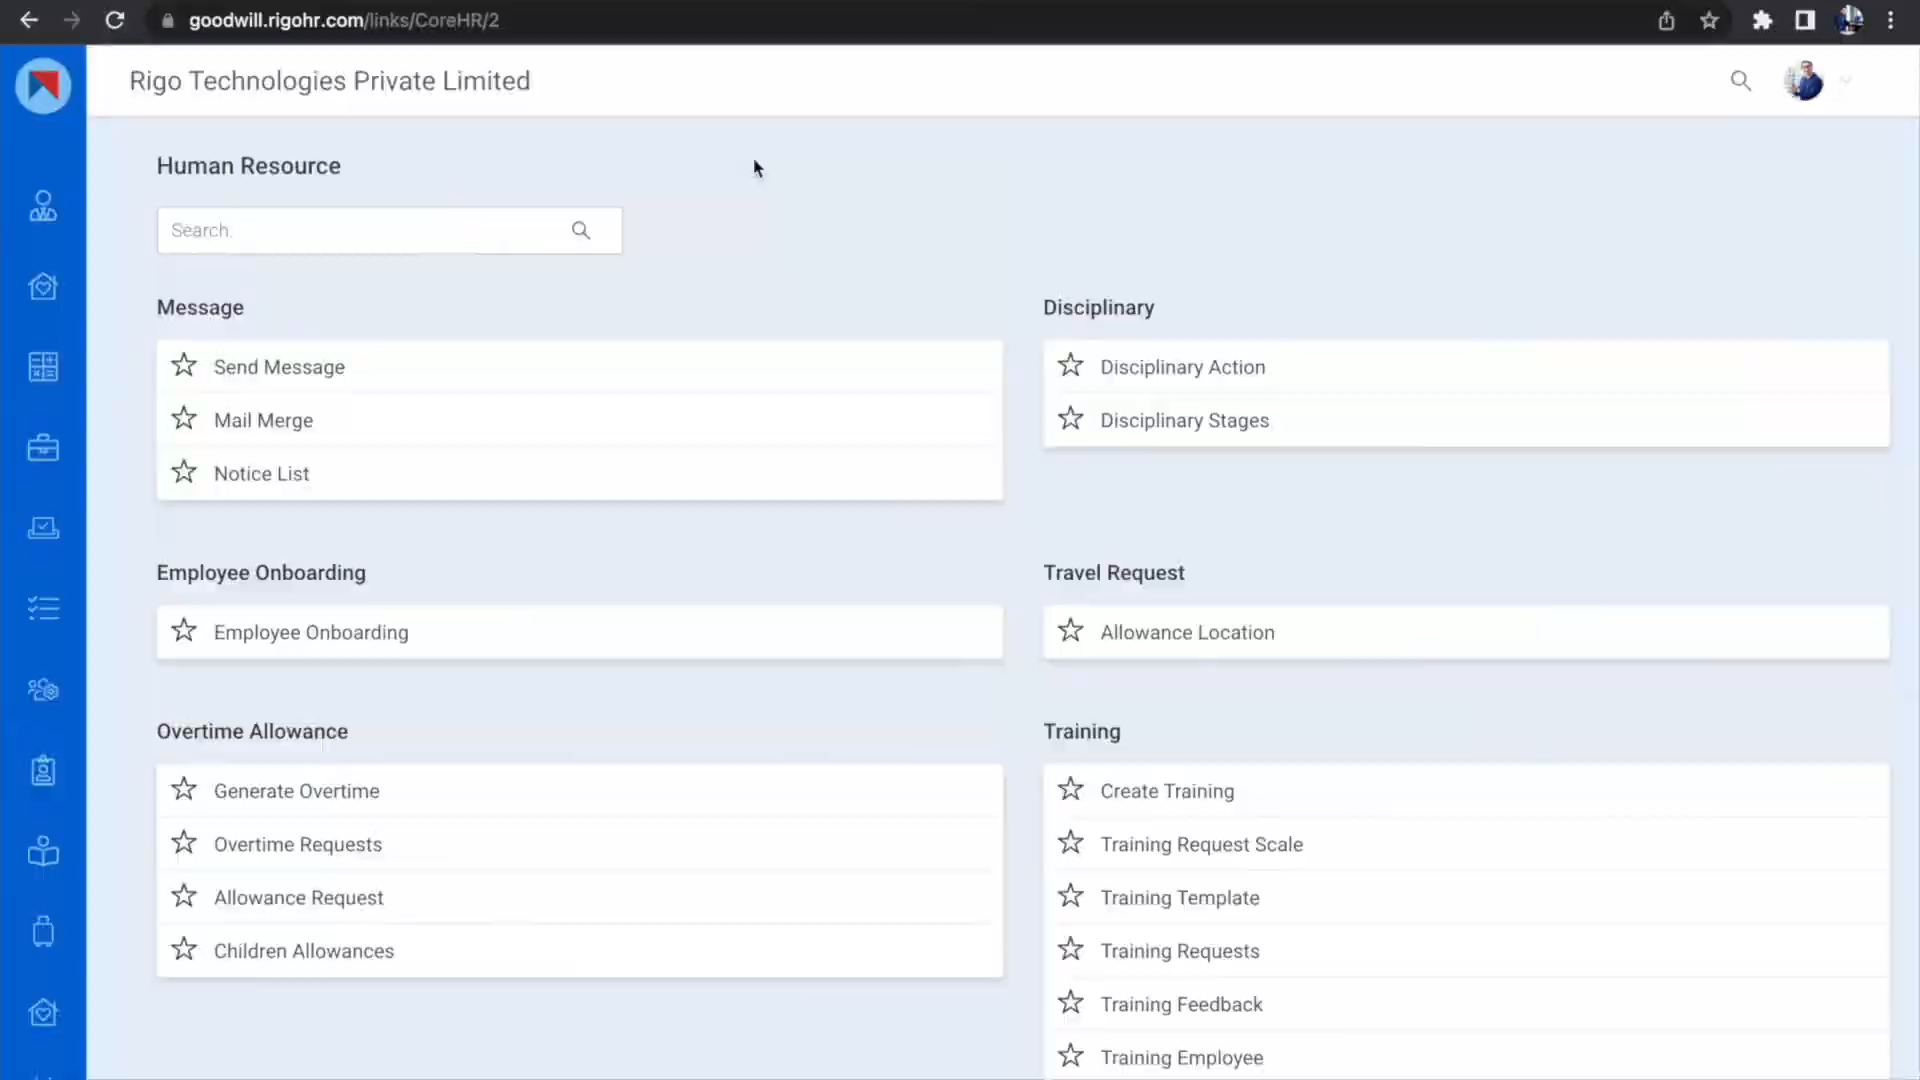 goodwill.rigohr.com/links/CoreHR/2
Rigo Technologies Private Limited
Human Resource
Search.
Message
Send Message
Mail Merge
Notice List
Disciplinary
Disciplinary Action
Disciplinary Stages
Employee Onboarding
Employee Onboarding
Travel Request
Allowance Location
Overtime Allowance
Generate Overtime
Overtime Requests
Allowance Request
Children Allowances
Training
Create Training
Training Request Scale
Training Template
Training Requests
Training Feedback
Training Employee